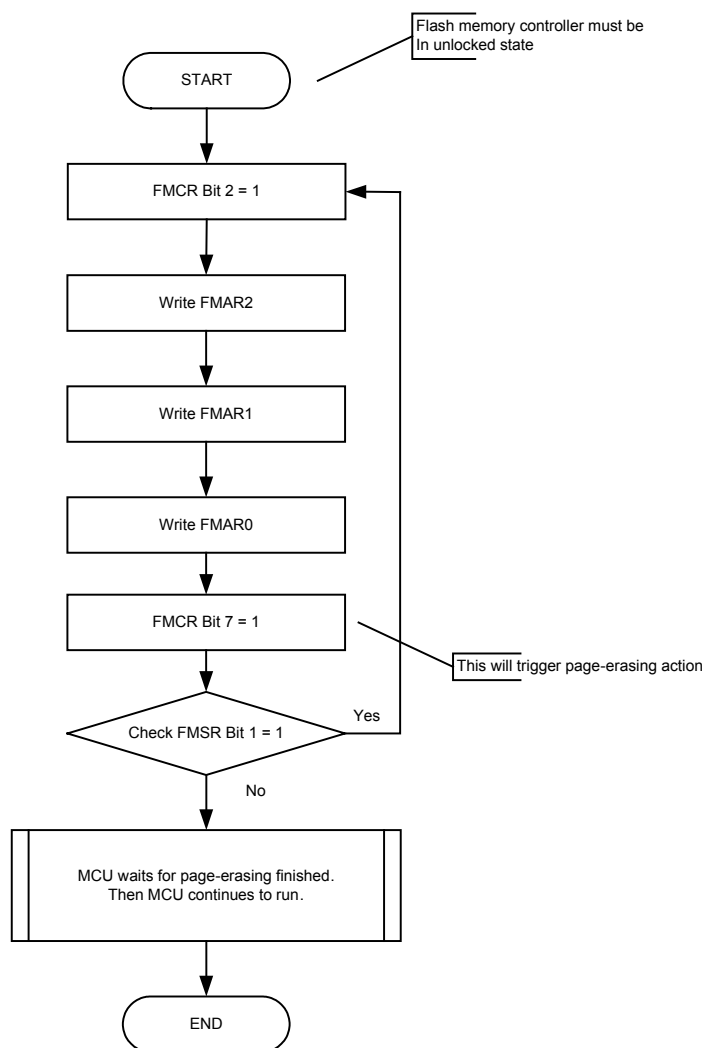 Flash memory controller must be
In unlocked state
START
FMCR Bit 2 = 1
Write FMAR2
Write FMAR1
Write FMAR0
FMCR Bit 7 = 1
This will trigger page-erasing action
Check FMSR Bit 1 = 1
Yes
No
MCU waits for page-erasing finished.
Then MCU continues to run.
END